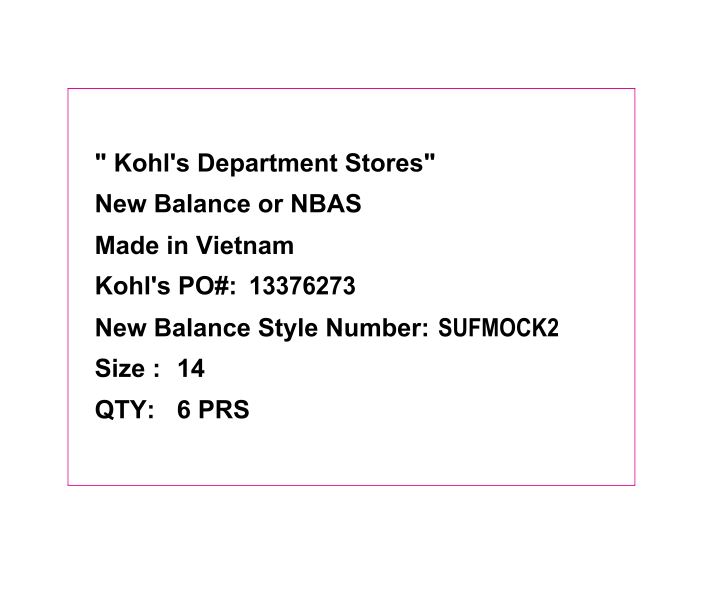 " Kohl's Department Stores"
New Balance or NBAS
Made in Vietnam
Kohl's PO#: 13376273
New Balance Style Number: SUFMOCK2
Size : 14
QTY: 6 PRS